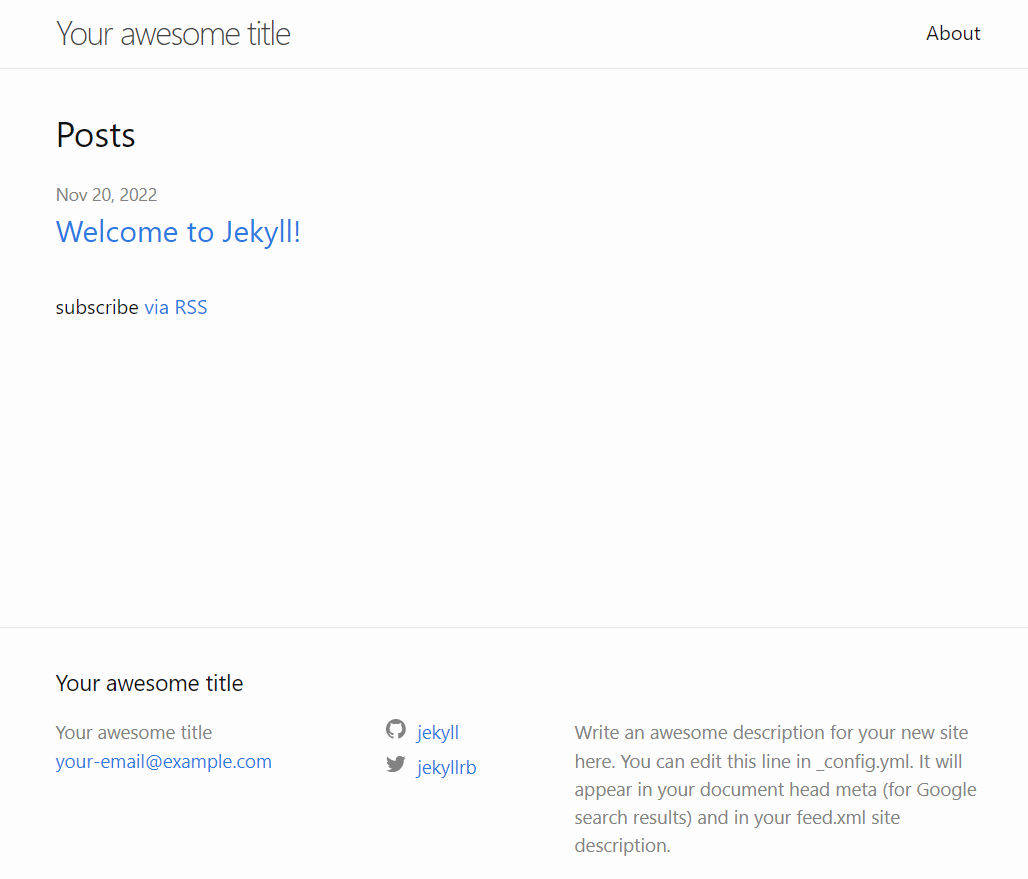 Your awesome title
About
Posts
Nov 20, 2022
Welcome to Jekyll!
subscribe via RSS
Your awesome title
Your awesome title
your-email@example.com
jekyll
jekyllrb
Write an awesome description for your new site
here. You can edit this line in _config.yml. It will
appear in your document head meta (for Google
search results) and in your feed.xml site
description.